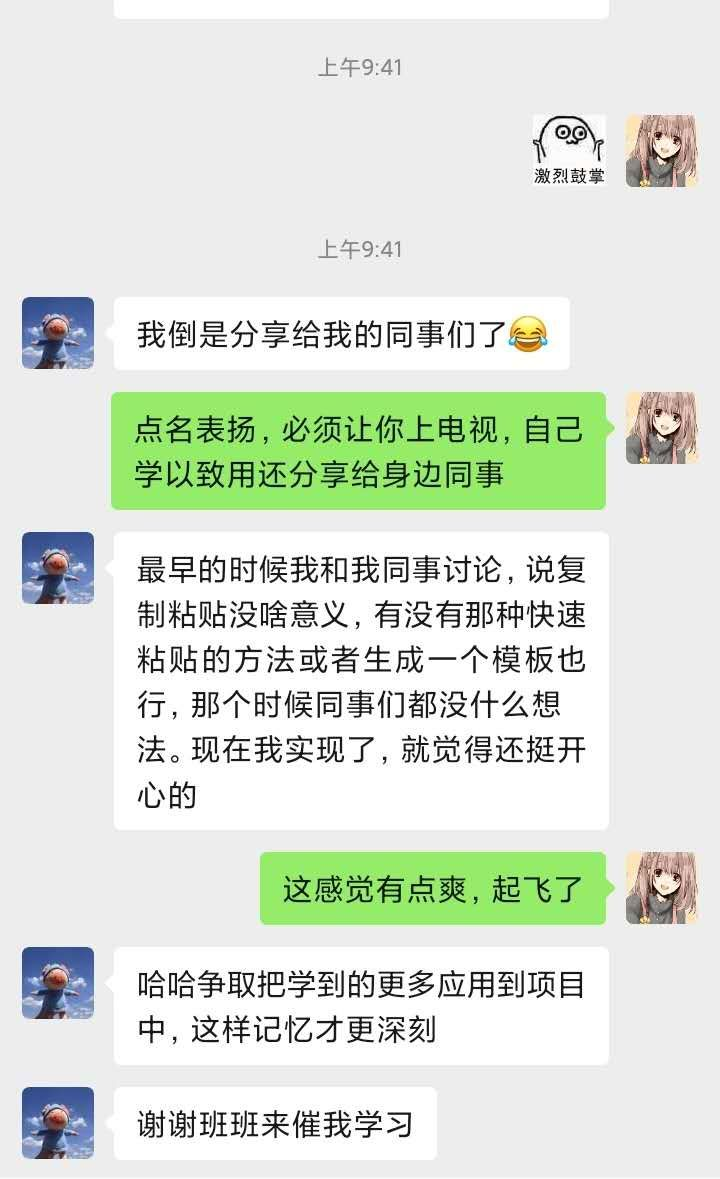 上午9:41
激烈鼓掌
上午9:41
我倒是分享给我的同事们了😂
点名表扬，必须让你上电视，自己
学以致用还分享给身边同事
最早的时候我和我同事讨论，说复
制粘贴没啥意义，有没有那种快速
粘贴的方法或者生成一个模板也
行，那个时候同事们都没什么想
法。现在我实现了，就觉得还挺开
心的
这感觉有点爽，起飞了
哈哈争取把学到的更多应用到项目
中，这样记忆才更深刻
谢谢班班来催我学习